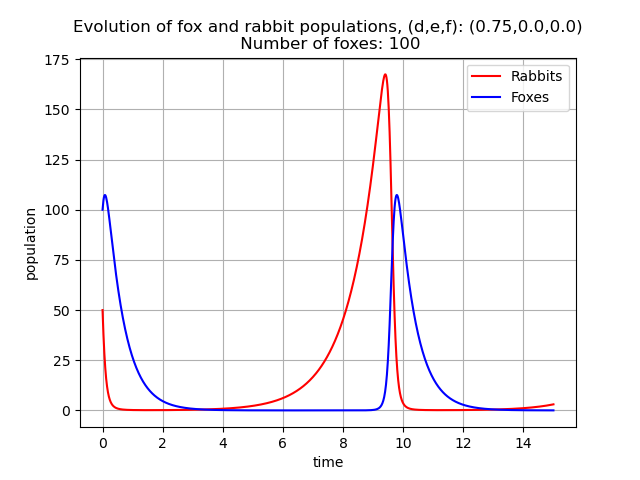 Evolution of fox and rabbit populations, (d,e,f): (0.75,0.0,0.0)
Number of foxes: 100
Rabbits
Foxes
population
175
150
125
100
75
50
25
0
0 2 4 6 8 10 12 14
time